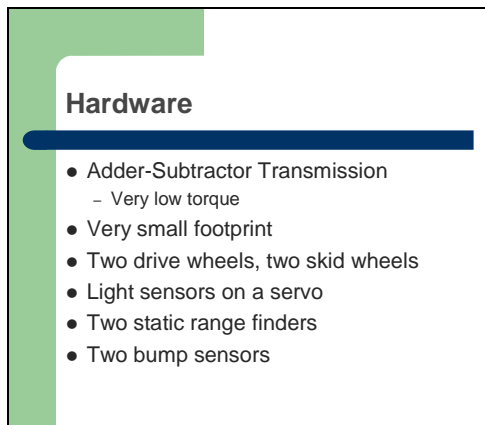 Hardware
● Adder-Subtractor Transmission
– Very low torque
● Very small footprint
● Two drive wheels, two skid wheels
● Light sensors on a servo
● Two static range finders
● Two bump sensors